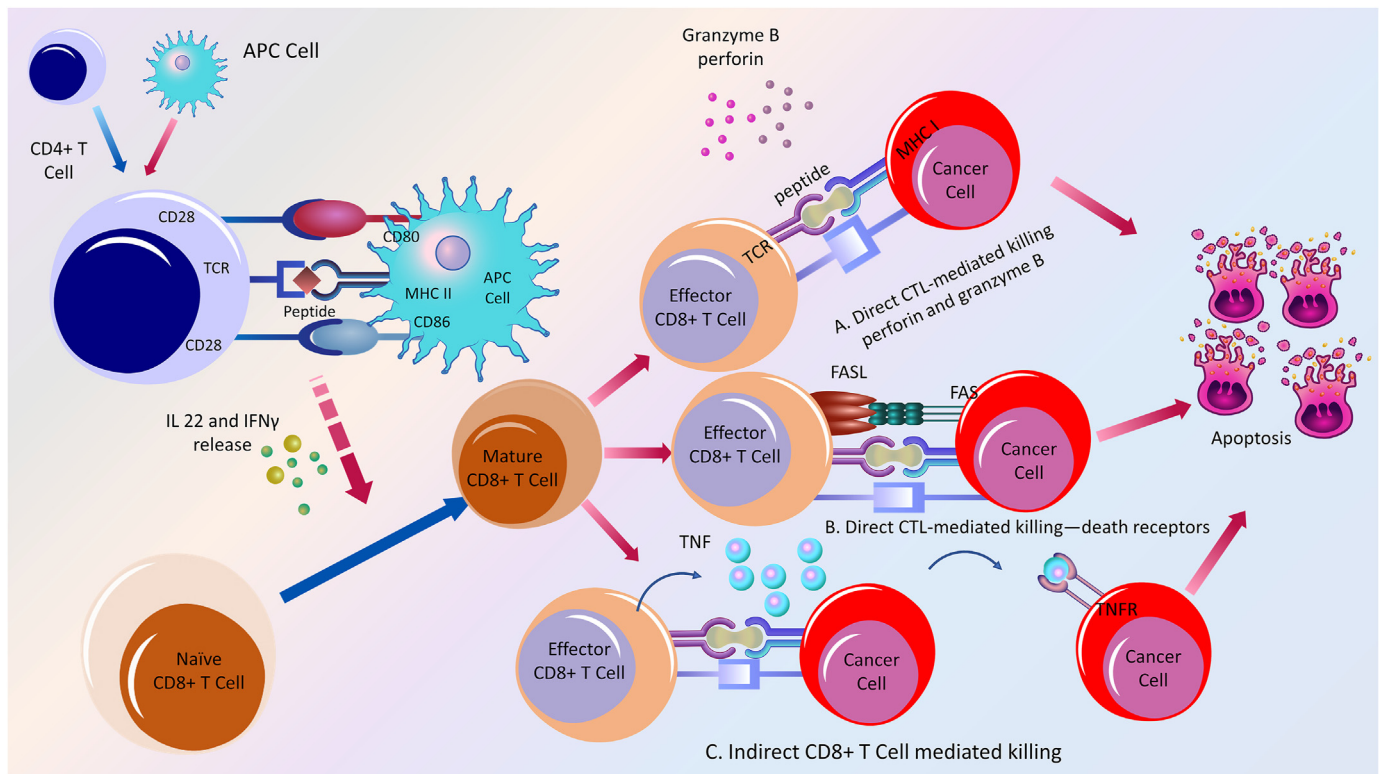 APC Cell
CD4+ T
Cell
CD28
CD80
TCR
MHC II
APC
Cell
Peptide
CD86
CD28
IL 22 and IFNγ
release
Naïve
CD8+ T Cell
Mature
CD8+ T Cell
Granzyme B
perforin
peptide
MHC I
Cancer
Cell
TCR
Effector
CD8+ T Cell
A. Direct CTL-mediated killing
perforin and granzyme B
FASL
FAS
Effector
CD8+ T Cell
Cancer
Cell
B. Direct CTL-mediated killing—death receptors
TNF
Effector
CD8+ T Cell
Cancer
Cell
TNFR
Cancer
Cell
C. Indirect CD8+ T Cell mediated killing
Apoptosis